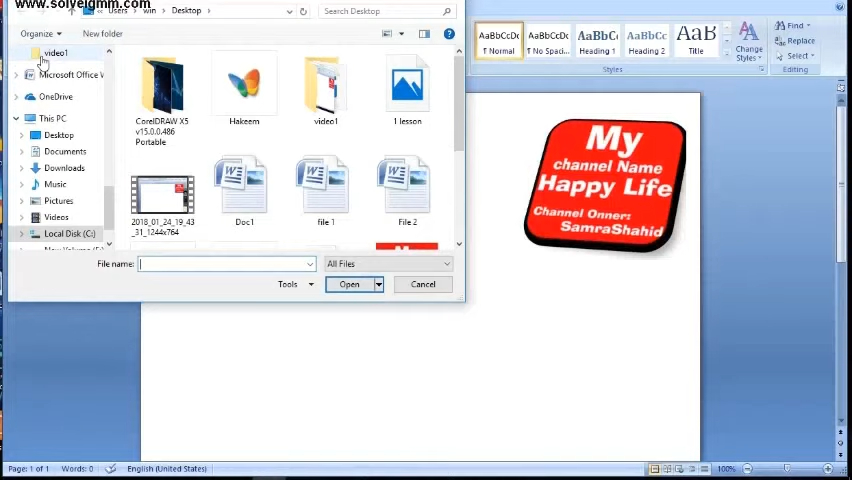 www.solveigmm.com
Users › win › Desktop ›
Search Desktop
Organize
New folder
video1
Microsoft Office W
OneDrive
This PC
Desktop
Documents
Downloads
Music
Pictures
Videos
Local Disk (C:)
CorelDRAW X5
v15.0.0.486
Portable
Hakeem
video1
1 lesson
2018_01_24_19_43
_31_1244x764
Doc1
file 1
File 2
File name:
All Files
Tools
Open
Cancel
AaBbCcDc
¶ Normal
AaBbCcDc
¶ No Spaci...
AaBbCc
Heading 1
AaBbCc
Heading 2
AaB
Title
Change
Styles
Styles
Find
Replace
Select
Editing
My
channel Name
Happy Life
Channel Onner:
SamraShahid
Page: 1 of 1
Words: 0
English (United States)
100%